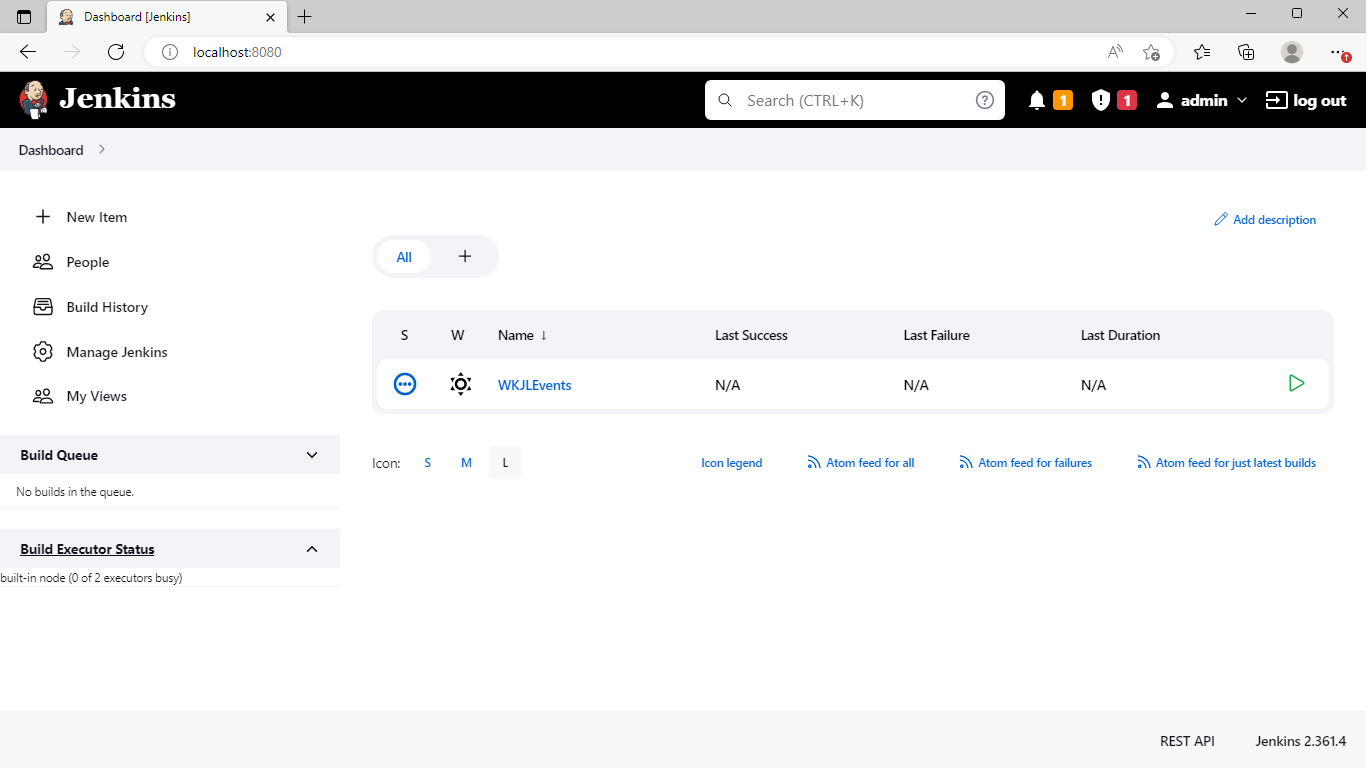 Dashboard [Jenkins]
localhost:8080
Jenkins
Search (CTRL+K)
1
1
admin
log out
Dashboard
New Item
People
Build History
Manage Jenkins
My Views
Add description
All
S W Name ↓ Last Success Last Failure Last Duration
WKJLEvents N/A N/A N/A
Icon: S M L
Icon legend
Atom feed for all
Atom feed for failures
Atom feed for just latest builds
Build Queue
No builds in the queue.
Build Executor Status
built-in node (0 of 2 executors busy)
REST API
Jenkins 2.361.4